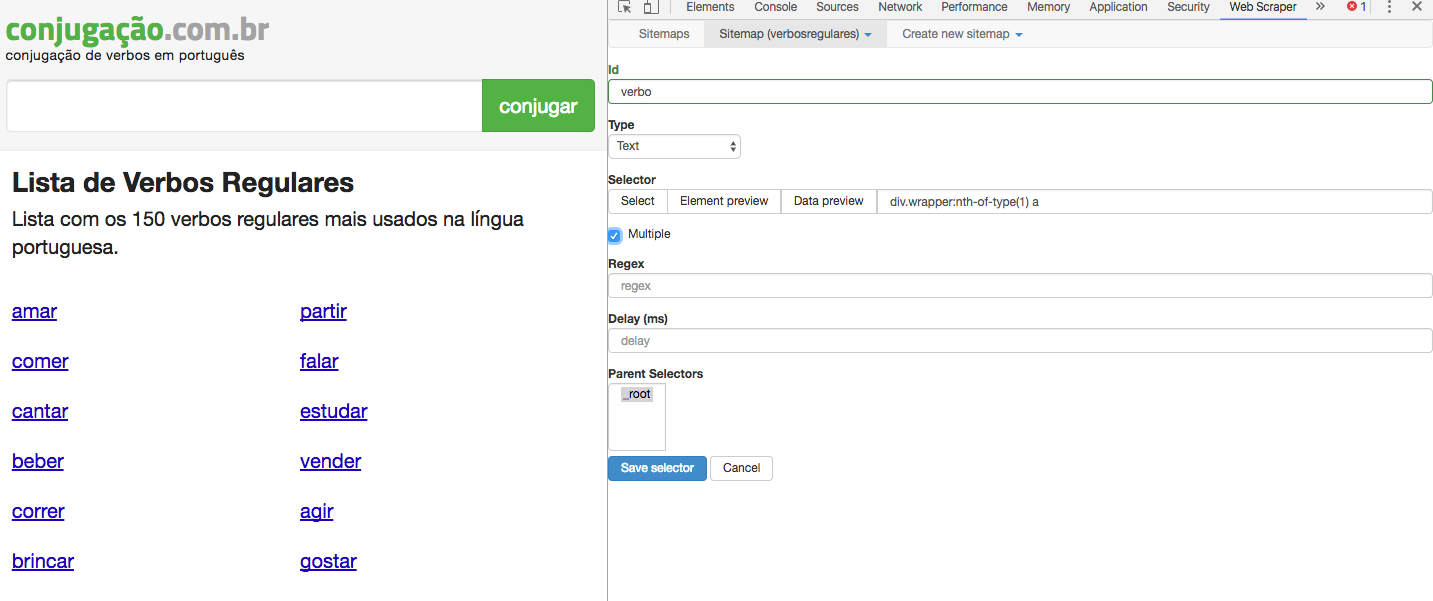 conjugação.com.br
conjugação de verbos em português
conjugar
Lista de Verbos Regulares
Lista com os 150 verbos regulares mais usados na língua
portuguesa.
amar partir
comer falar
cantar estudar
beber vender
correr agir
brincar gostar
Elements Console Sources Network Performance Memory Application Security Web Scraper » 1
Sitemaps Sitemap (verbosregulares) Create new sitemap
Id
verbo
Type
Text
Selector
Select Element preview Data preview div.wrapper:nth-of-type(1) a
Multiple
Regex
regex
Delay (ms)
delay
Parent Selectors
_root
Save selector Cancel